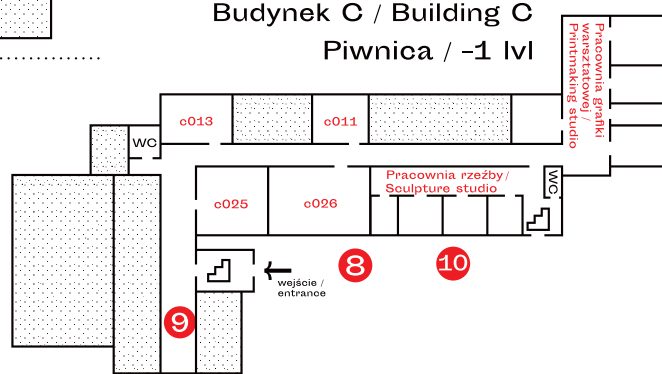 Budynek C / Building C
Piwnica / -1 lvl
Pracownia grafiki
warsztatowej /
Printmaking studio
c013
c011
WC
Pracownia rzeźby /
Sculpture studio
WC
c025
c026
8
10
wejście /
entrance
9